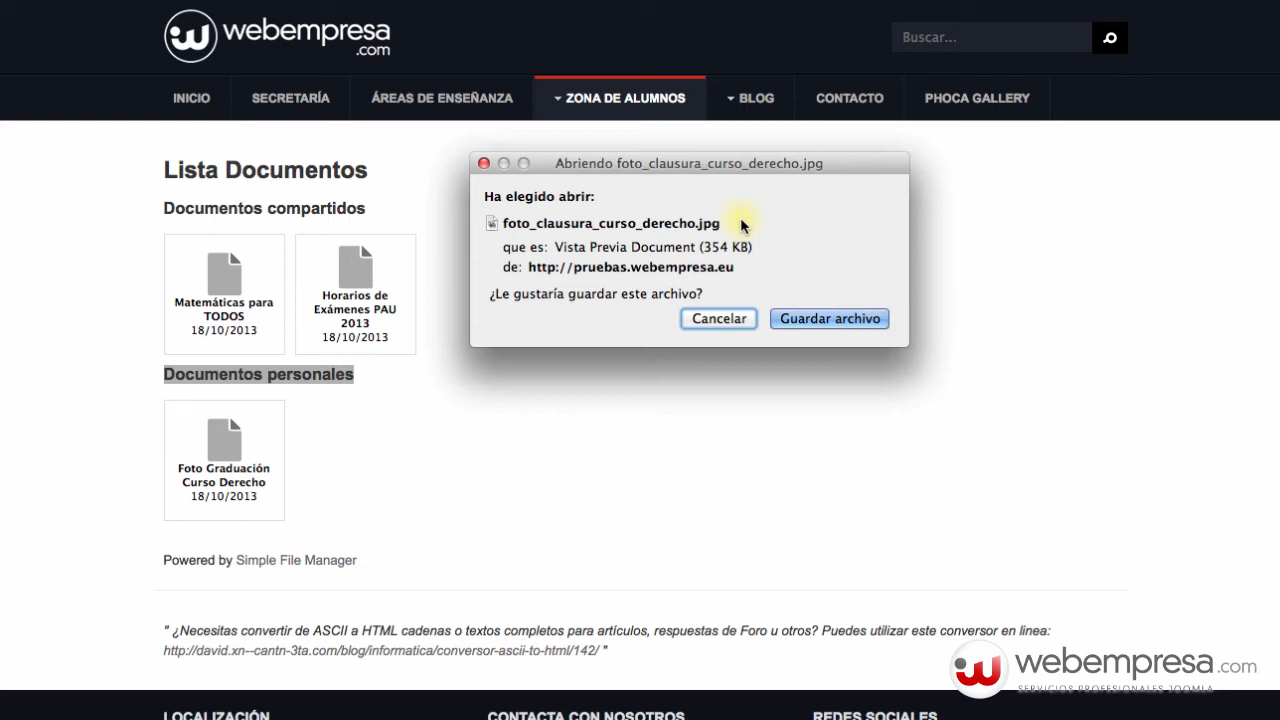 webempresa
.com
Buscar...
INICIO
SECRETARÍA
ÁREAS DE ENSEÑANZA
ZONA DE ALUMNOS
BLOG
CONTACTO
PHOCA GALLERY
Lista Documentos
Documentos compartidos
Matemáticas para
TODOS
18/10/2013
Horarios de
Exámenes PAU
2013
18/10/2013
Documentos personales
Foto Graduación
Curso Derecho
18/10/2013
Abriendo foto_clausura_curso_derecho.jpg
Ha elegido abrir:
foto_clausura_curso_derecho.jpg
que es: Vista Previa Document (354 KB)
de: http://pruebas.webempresa.eu
¿Le gustaría guardar este archivo?
Cancelar
Guardar archivo
Powered by Simple File Manager
" ¿Necesitas convertir de ASCII a HTML cadenas o textos completos para artículos, respuestas de Foro u otros? Puedes utilizar este conversor en linea:
http://david.xn--cantn-3ta.com/blog/informatica/conversor-ascii-to-html/142/ "
webempresa.com
SERVICIOS PROFESIONALES JOOMLA
LOCALIZACIÓN
CONTACTA CON NOSOTROS
REDES SOCIALES